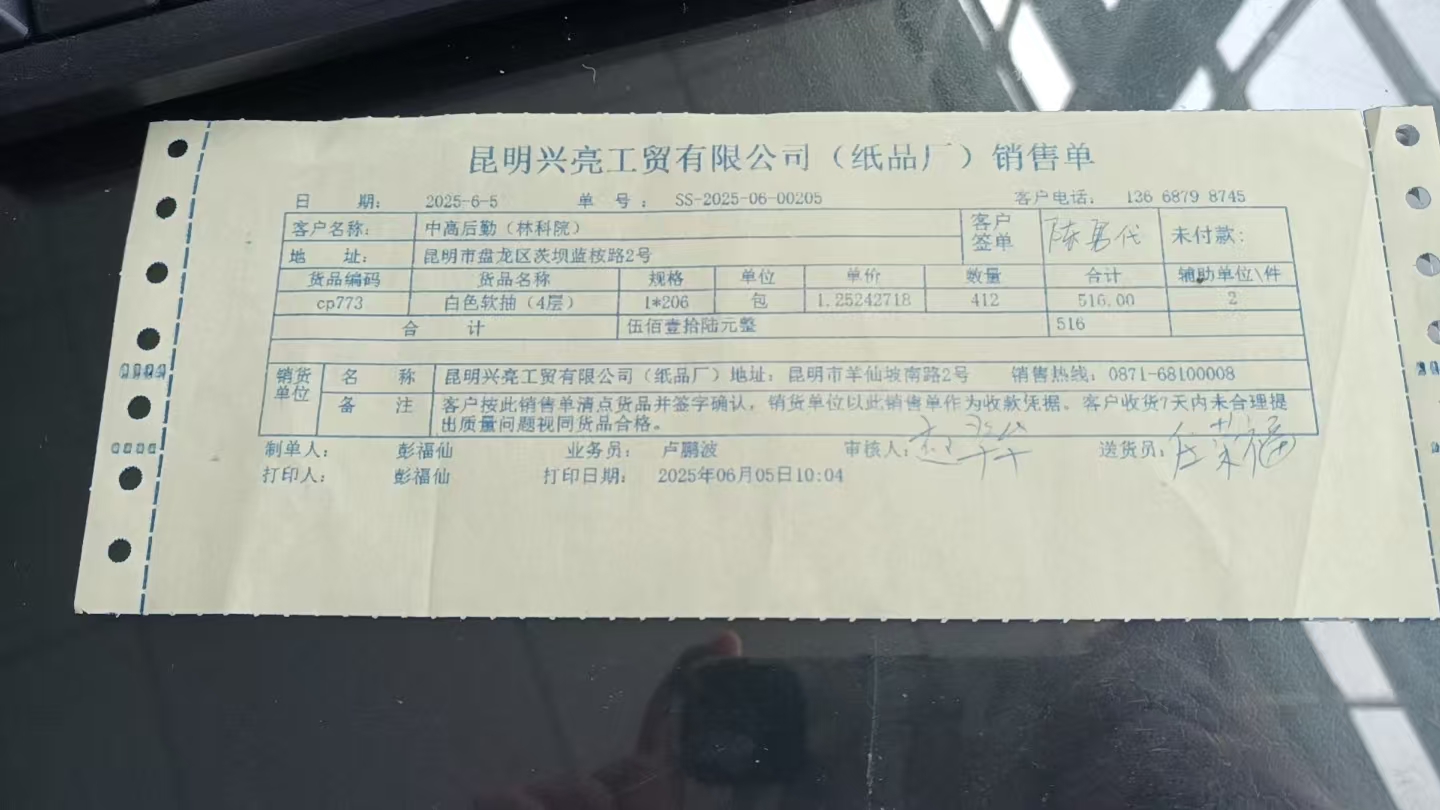 昆明兴亮工贸有限公司（纸品厂）销售单
日 期： 2025-6-5 单 号： SS-2025-06-00205 客户电话： 136 6879 8745
客户名称： 中高后勤（林科院） 客户签单 陈 代 未付款：
地 址： 昆明市盘龙区茨坝蓝桉路2号
货品编码 货品名称 规格 单位 单价 数量 合计 辅助单位\件
cp773 白色软抽（4层） 1*206 包 1.25242718 412 516.00 2
合 计 伍佰壹拾陆元整 516
销货单位 名 称 昆明兴亮工贸有限公司（纸品厂）地址：昆明市羊仙坡南路2号 销售热线：0871-68100008
备 注 客户按此销售单清点货品并签字确认，销货单位以此销售单作为收款凭据。客户收货7天内未合理提
出质量问题视同货品合格。
制单人： 彭福仙 业务员： 卢鹏波 审核人： 送货员：
打印人： 彭福仙 打印日期： 2025年06月05日10:04